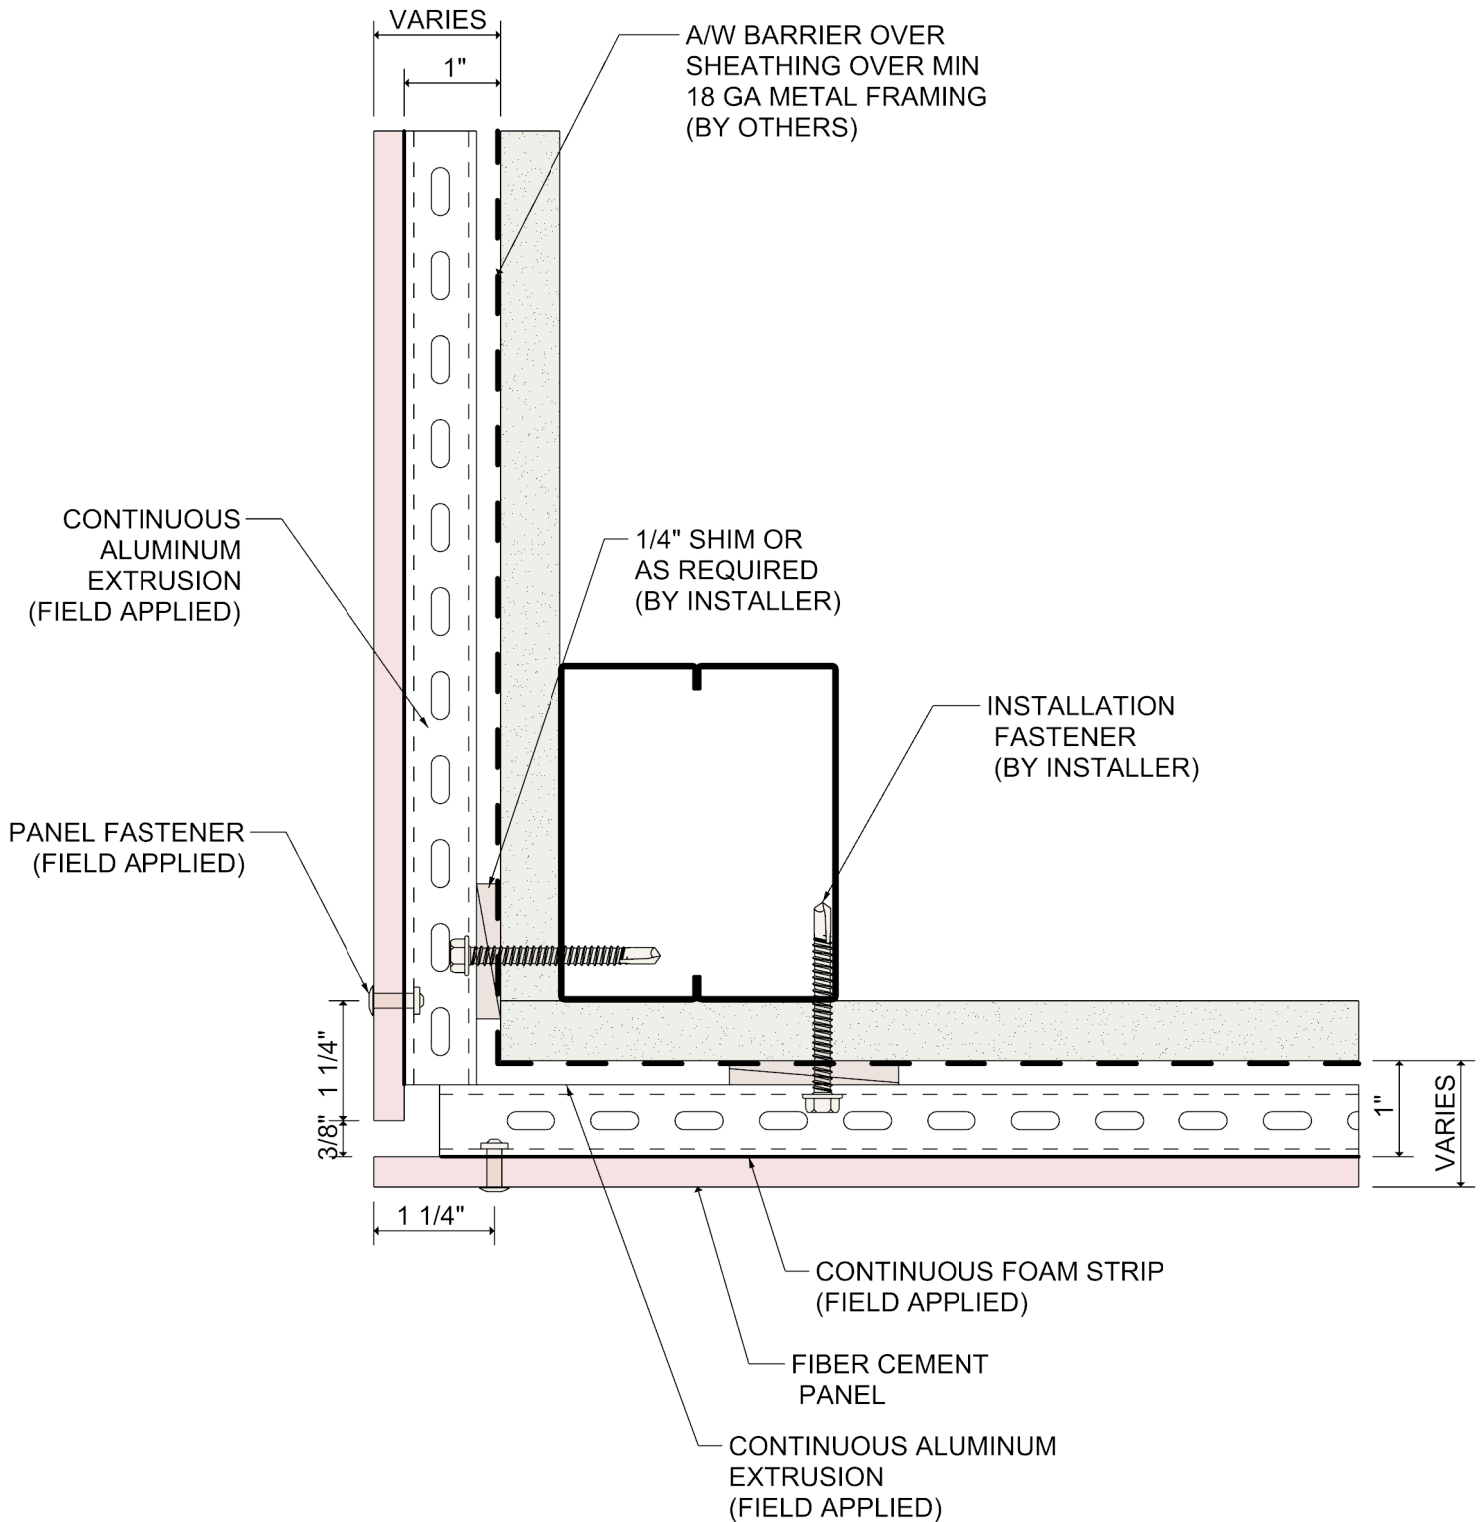 VARIES
1"
A/W BARRIER OVER
SHEATHING OVER MIN
18 GA METAL FRAMING
(BY OTHERS)
CONTINUOUS
ALUMINUM
EXTRUSION
(FIELD APPLIED)
1/4" SHIM OR
AS REQUIRED
(BY INSTALLER)
INSTALLATION
FASTENER
(BY INSTALLER)
PANEL FASTENER
(FIELD APPLIED)
1 1/4"
3/8"
1"
VARIES
1 1/4"
CONTINUOUS FOAM STRIP
(FIELD APPLIED)
FIBER CEMENT
PANEL
CONTINUOUS ALUMINUM
EXTRUSION
(FIELD APPLIED)